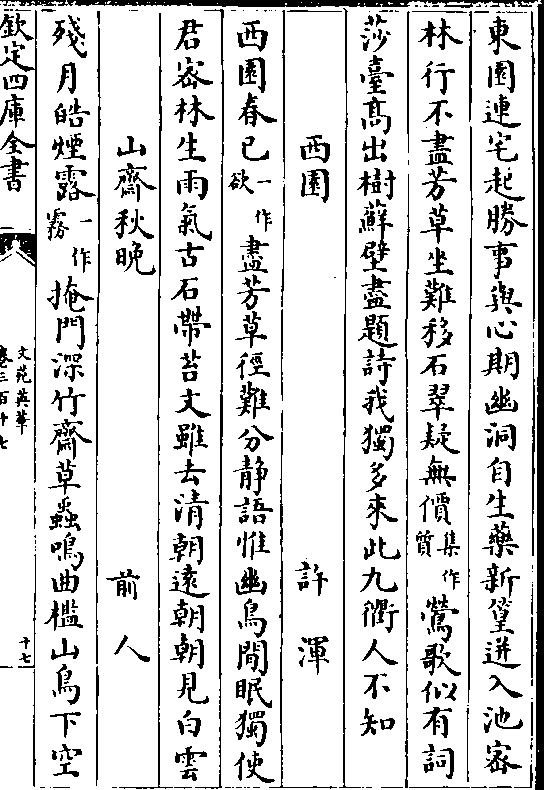 東園連宅起勝事與心期幽洞自生藥新篁迸入池密
林行不盡芳草坐難移石翠疑無價集作質鶯歌似有詞
莎臺高出樹蘚壁盡題詩我獨多來此九衢人不知
西園 許渾
西園春已一作欲盡芳草徑難分静語惟幽鳥閒眠獨使
君宻林生雨氣古石帶苔文雖去清朝遠朝朝見白雲
山齋秋晚 前人
殘月皓煙露一作霧掩門深竹齋草蟲鳴曲檻山鳥下空
欽定四庫全書
文苑英華
卷三百十七
十七